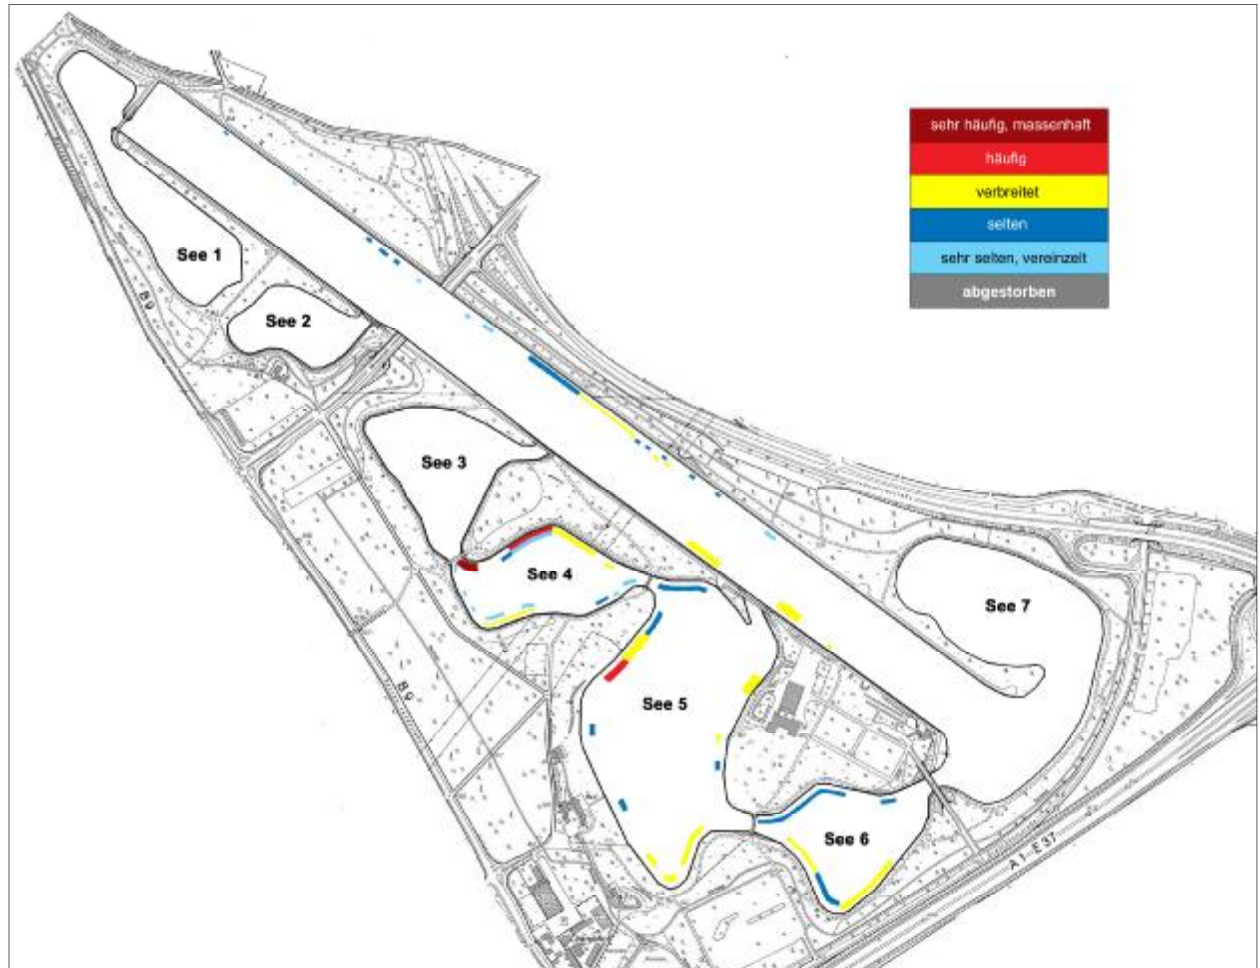 sehr häufig, massenhaft
häufig
verbreitet
selten
sehr selten, vereinzelt
abgestorben
See 1
B 9
See 2
See 3
See 4
See 7
B 9
See 5
See 6
A 1 E 37